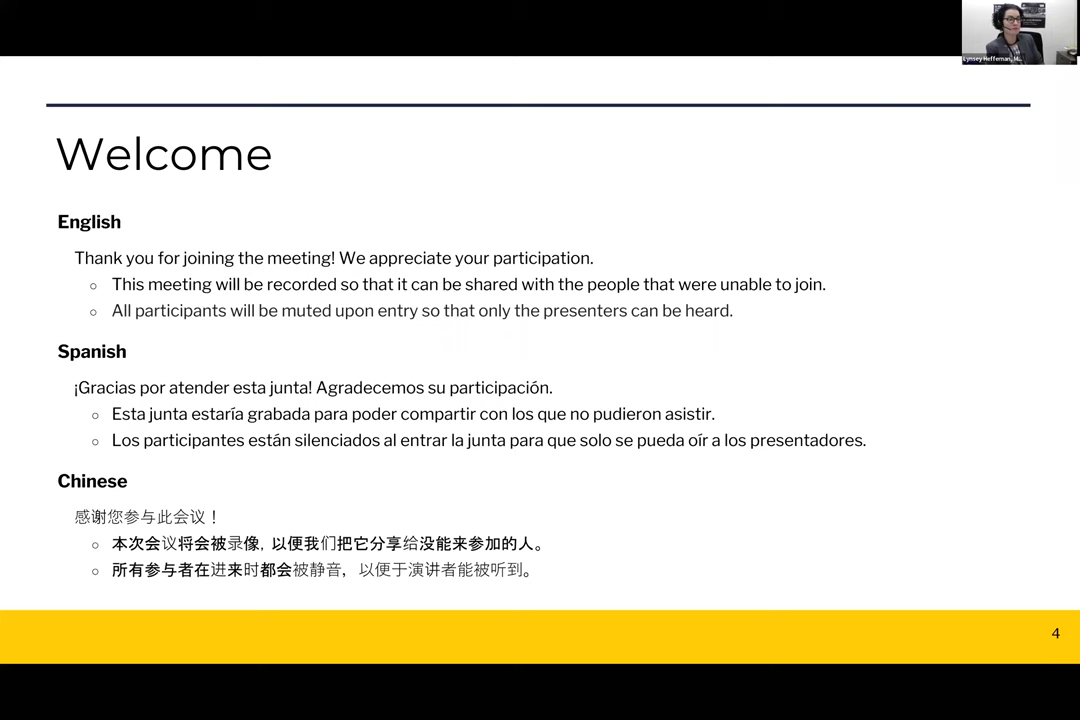 Lynsey Heffernan, M...
Welcome
English
Thank you for joining the meeting! We appreciate your participation.
○ This meeting will be recorded so that it can be shared with the people that were unable to join.
○ All participants will be muted upon entry so that only the presenters can be heard.
Spanish
¡Gracias por atender esta junta! Agradecemos su participación.
○ Esta junta estaría grabada para poder compartir con los que no pudieron asistir.
○ Los participantes están silenciados al entrar la junta para que solo se pueda oír a los presentadores.
Chinese
感谢您参与此会议！
○ 本次会议将会被录像, 以便我们把它分享给没能来参加的人。
○ 所有参与者在进来时都会被静音，以便于演讲者能被听到。
4